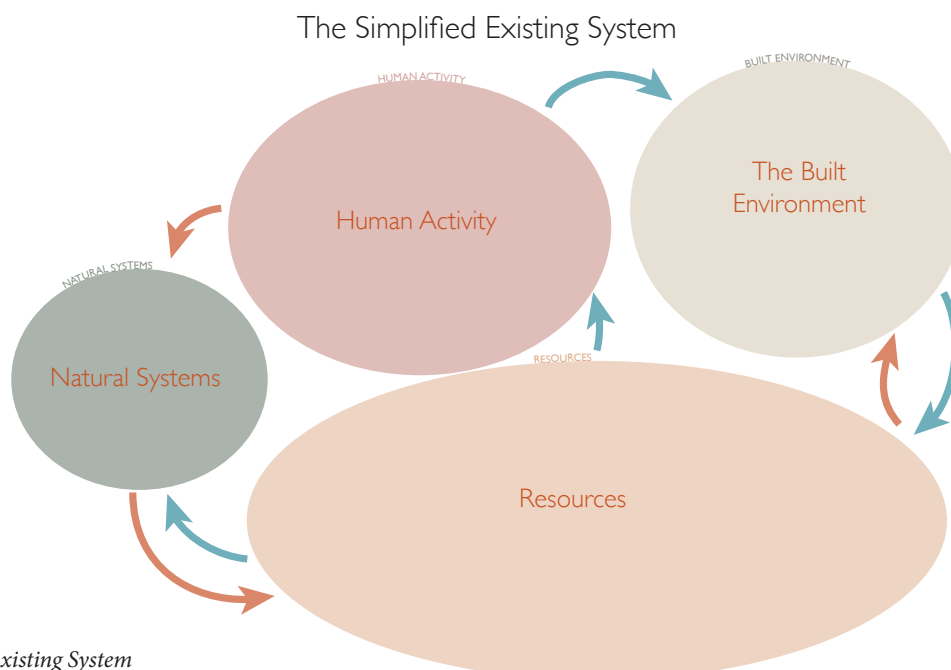 The Simplified Existing System
BUILT ENVIRONMENT
HUMAN ACTIVITY
The Built
Environment
Human Activity
NATURAL SYSTEMS
RESOURCES
Natural Systems
Resources
xisting System